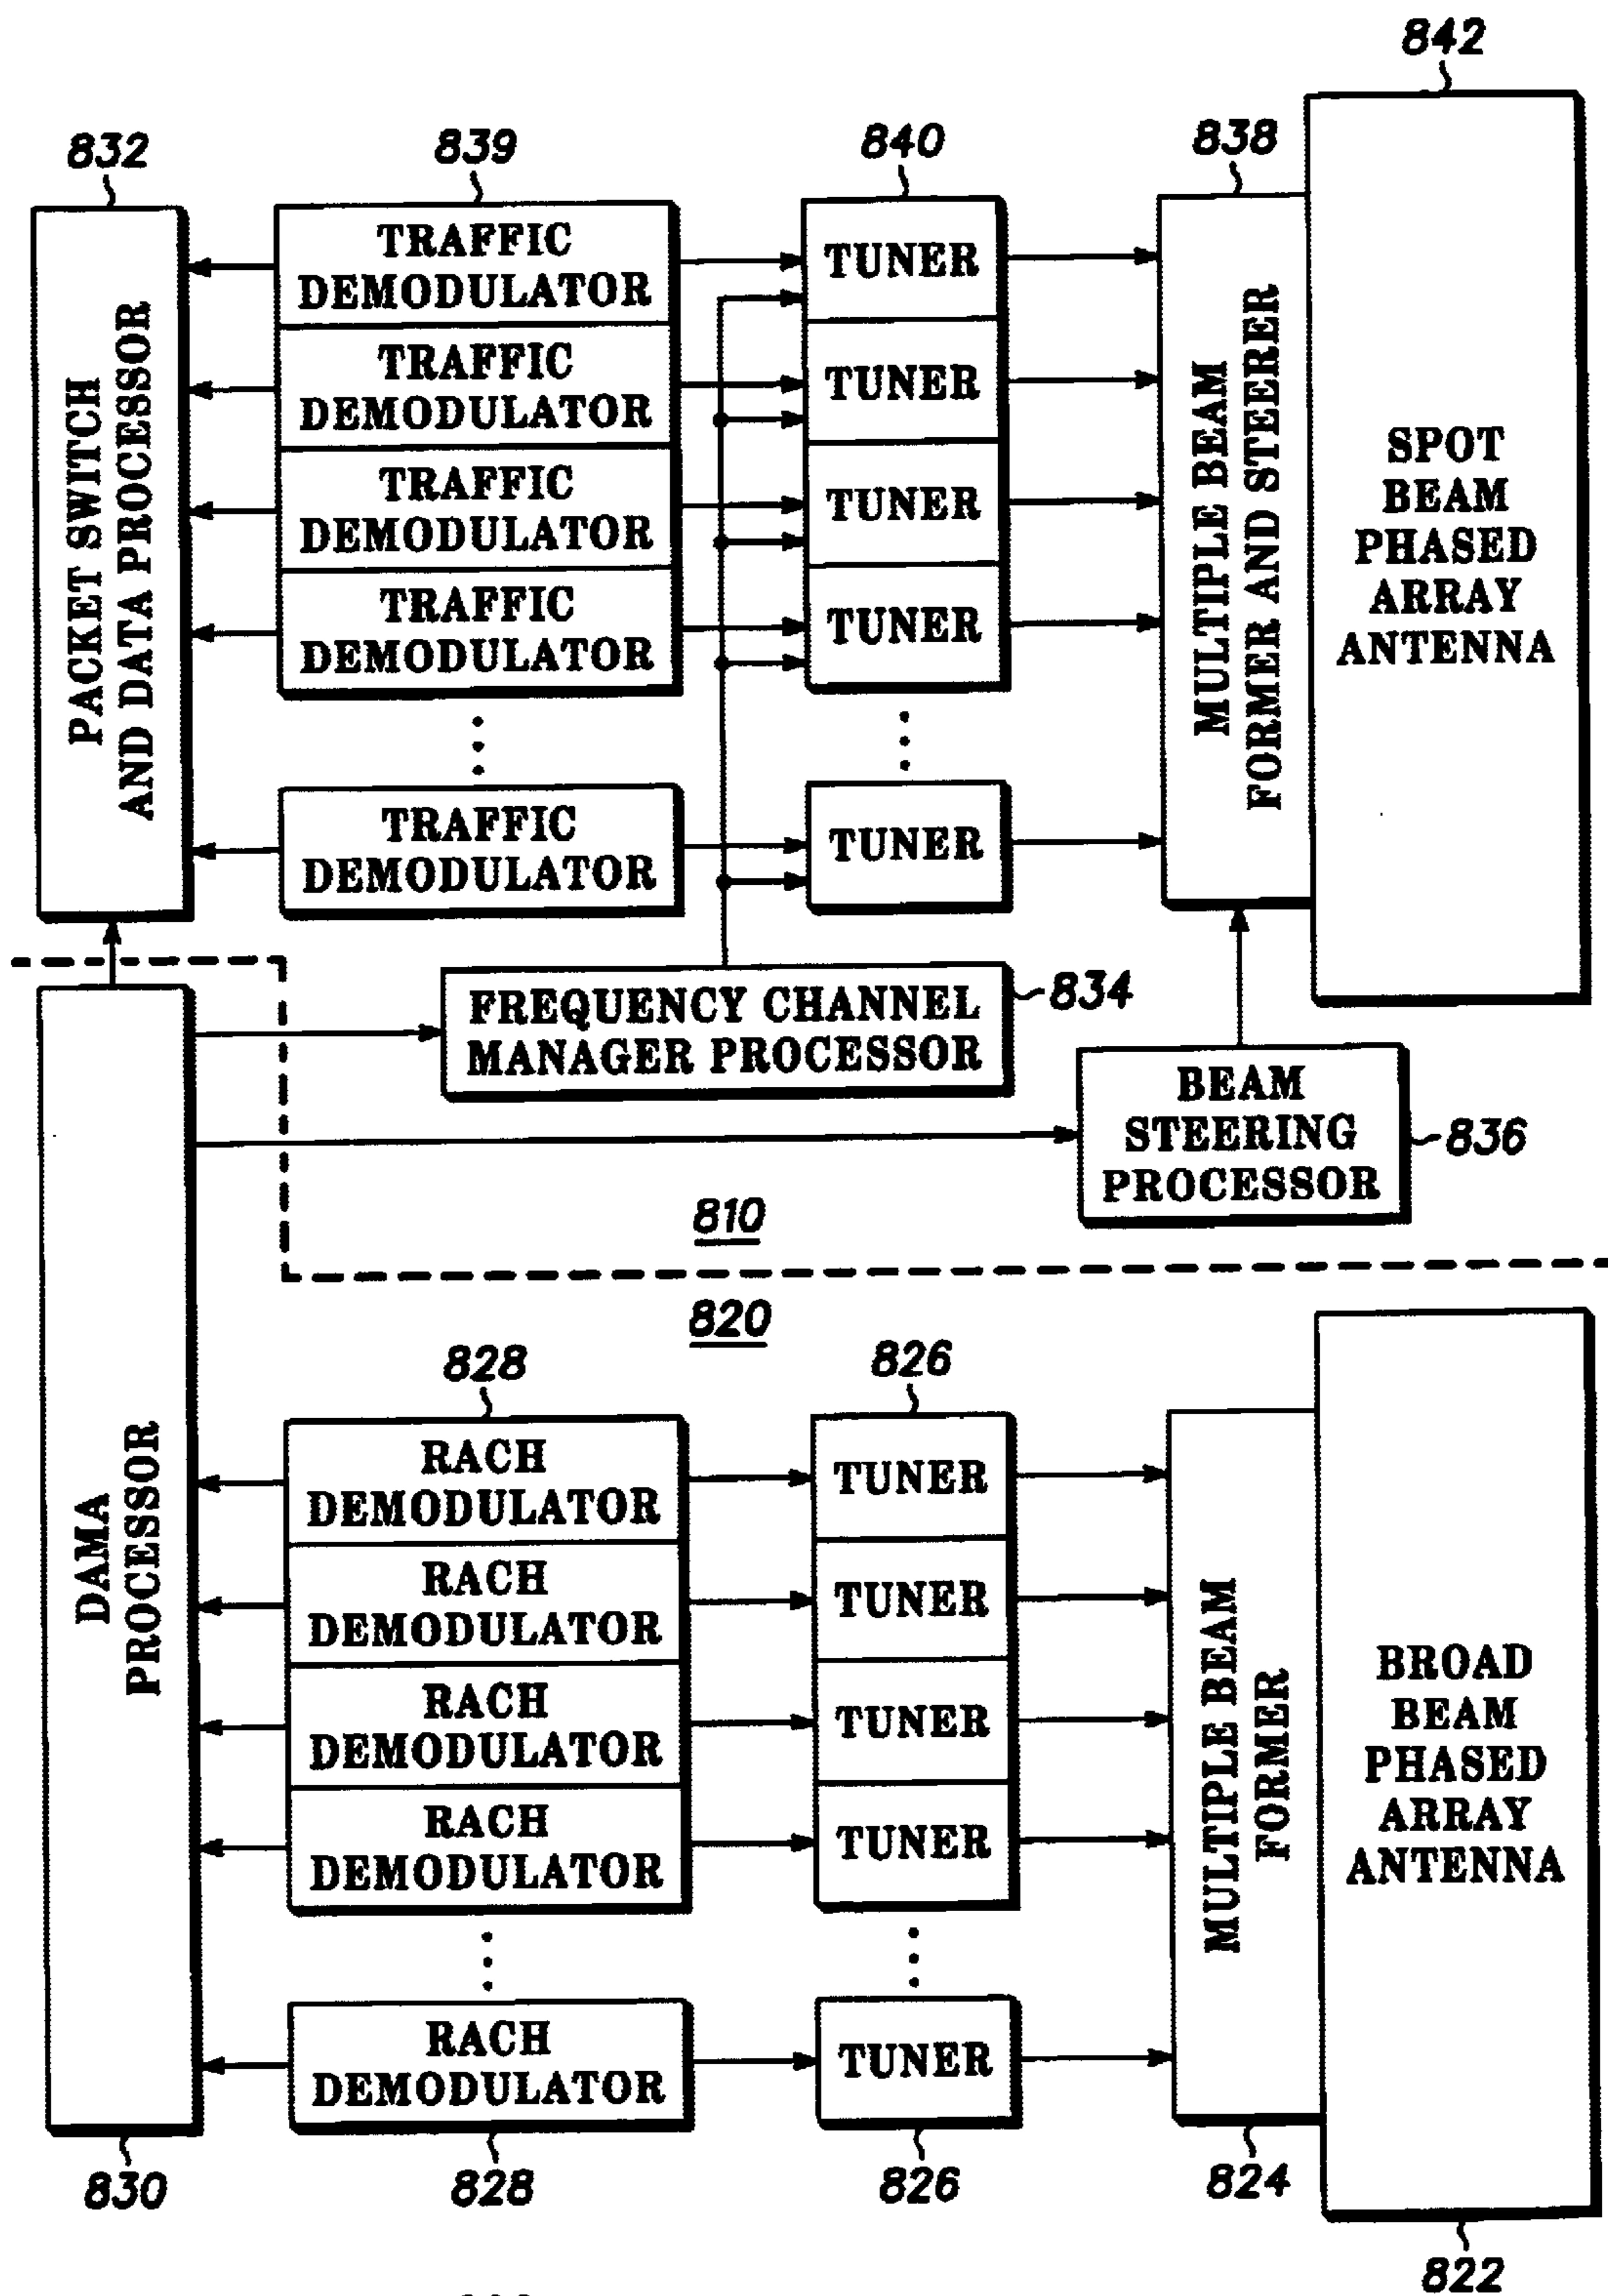 842
832
839
840
838
PACKET SWITCH
AND DATA PROCESSOR
TRAFFIC
DEMODULATOR
TRAFFIC
DEMODULATOR
TRAFFIC
DEMODULATOR
TRAFFIC
DEMODULATOR
TRAFFIC
DEMODULATOR
TUNER
TUNER
TUNER
TUNER
TUNER
MULTIPLE BEAM
FORMER AND STEERER
SPOT
BEAM
PHASED
ARRAY
ANTENNA
FREQUENCY CHANNEL
MANAGER PROCESSOR
834
BEAM
STEERING
PROCESSOR
836
810
820
828
826
DAMA
PROCESSOR
RACH
DEMODULATOR
RACH
DEMODULATOR
RACH
DEMODULATOR
RACH
DEMODULATOR
RACH
DEMODULATOR
TUNER
TUNER
TUNER
TUNER
TUNER
MULTIPLE BEAM
FORMER
BROAD
BEAM
PHASED
ARRAY
ANTENNA
830
828
826
824
822